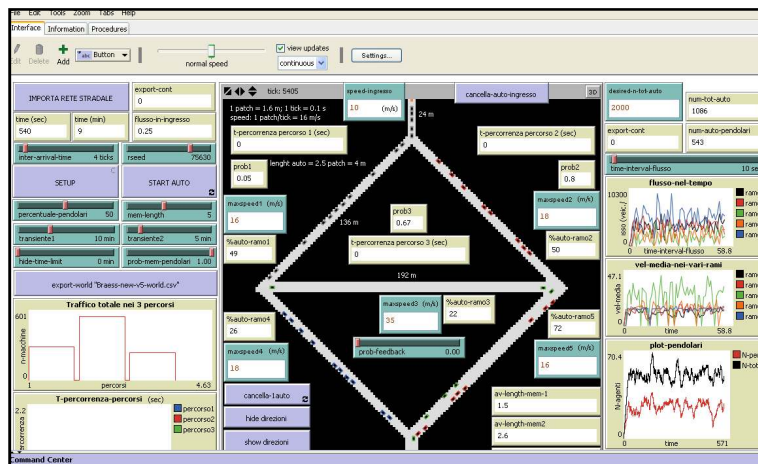 File Edit Tools Zoom Tabs Help
Interface Information Procedures
Edit Delete Add Button normal speed view updates continuous Settings...
IMPORTA RETE STRADALE
export-cont
0
time (sec)
540
time (min)
9
flusso-in-ingresso
0.25
inter-arrival-time 4 ticks
rseed 75630
SETUP
START AUTO
percentuale-pendolari 50
mem-length 5
transiente1 10 min
transiente2 5 min
hide-time-limit 0 min
prob-mem-pendolari 1.00
export-world "Braess-new-v5-world.csv"
Traffico totale nei 3 percorsi
601
n-macchine
0
1 percorsi 4.63
T-percorrenza-percorsi (sec)
2.2
percorso1
percorso2
percorso3
Command Center
tick: 5405
3D
1 patch = 1.6 m; 1 tick = 0.1 s
speed: 1 patch/tick = 16 m/s
speed-ingresso
10 (m/s)
cancella-auto-ingresso
24 m
t-percorrenza percorso 1 (sec)
0
t-percorrenza percorso 2 (sec)
0
prob1
0.05
lenght auto = 2.5 patch = 4 m
prob2
0.8
maxspeed1 (m/s)
16
prob3
0.67
maxspeed2 (m/s)
18
136 m
%auto-ramo1
49
t-percorrenza percorso 3 (sec)
0
%auto-ramo2
50
192 m
%auto-ramo4
26
maxspeed3 (m/s)
35
%auto-ramo3
22
%auto-ramo5
72
maxspeed4 (m/s)
18
prob-feedback 0.00
maxspeed5 (m/s)
16
cancella-1auto
hide direzioni
show direzioni
av-length-mem-1
1.5
av-length-mem2
2.6
desired-n-tot-auto
2000
num-tot-auto
1086
export-cont
0
num-auto-pendolari
543
time-interval-flusso 10 sec
flusso-nel-tempo
10300
0
0 time-interval-flusso 58.8
vel-media-nei-vari-rami
47.1
vel-media
0
0 time 58.8
plot-pendolari
70.4
N-agenti
0
0 time 571